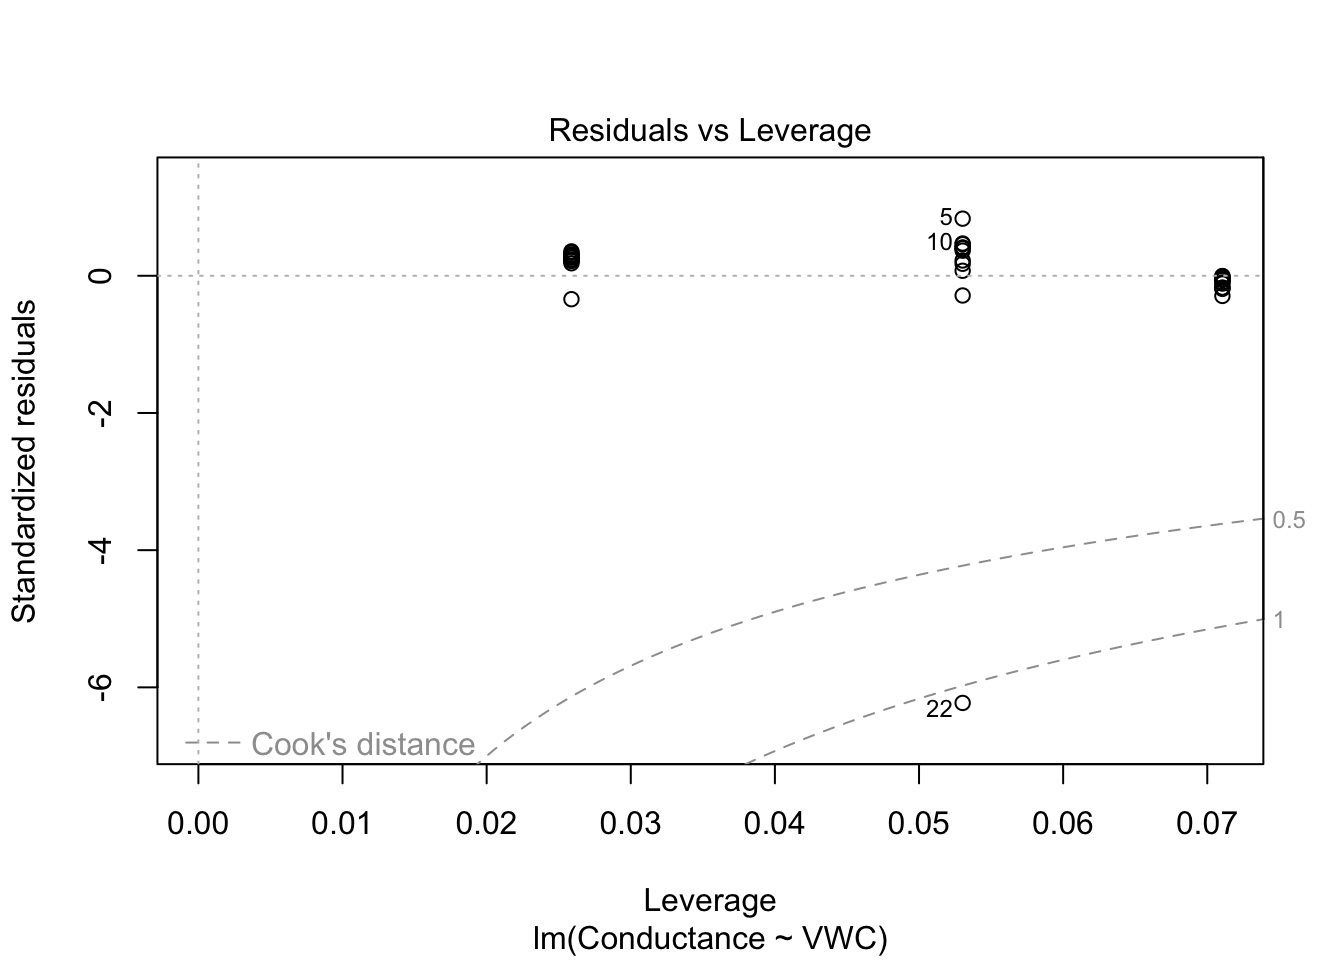 Residuals vs Leverage
Standardized residuals
0
-2
-4
-6
5
10
22
0.5
1
Cook's distance
0.00 0.01 0.02 0.03 0.04 0.05 0.06 0.07
Leverage
lm(Conductance ~ VWC)